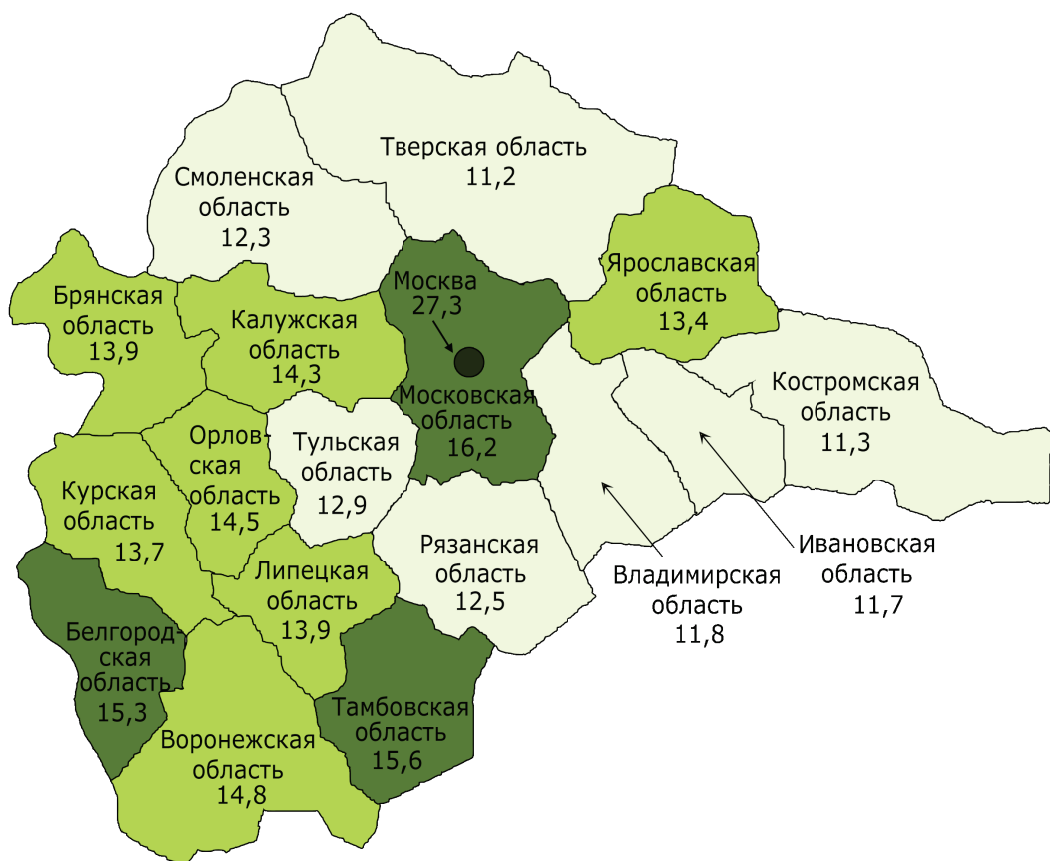 Тверская область
11,2
Смоленская
область
12,3
Ярославская
область
13,4
Москва
27,3
Брянская
область
13,9
Калужская
область
14,3
Московская
область
16,2
Костромская
область
11,3
Орлов-
ская
область
14,5
Тульская
область
12,9
Курская
область
13,7
Рязанская
область
12,5
Ивановская
область
11,7
Владимирская
область
11,8
Липецкая
область
13,9
Белгород-
ская
область
15,3
Тамбовская
область
15,6
Воронежская
область
14,8